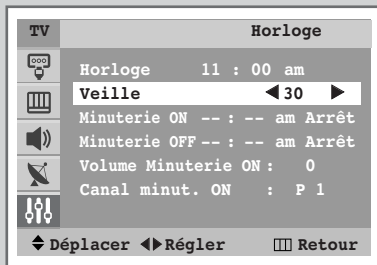 TV Horloge
Horloge 11 : 00 am
Veille ◀ 30 ▶
Minuterie ON -- : -- am Arrêt
Minuterie OFF -- : -- am Arrêt
Volume Minuterie ON : 0
Canal minut. ON : P 1
Déplacer Régler Retour